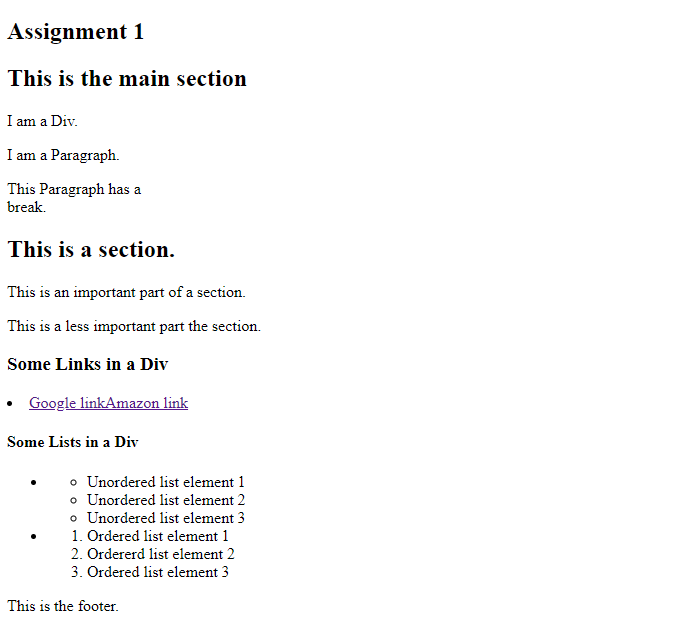 Assignment 1
This is the main section
I am a Div.
I am a Paragraph.
This Paragraph has a
break.
This is a section.
This is an important part of a section.
This is a less important part the section.
Some Links in a Div
Google linkAmazon link
Some Lists in a Div
Unordered list element 1
Unordered list element 2
Unordered list element 3
1. Ordered list element 1
2. Ordererd list element 2
3. Ordered list element 3
This is the footer.